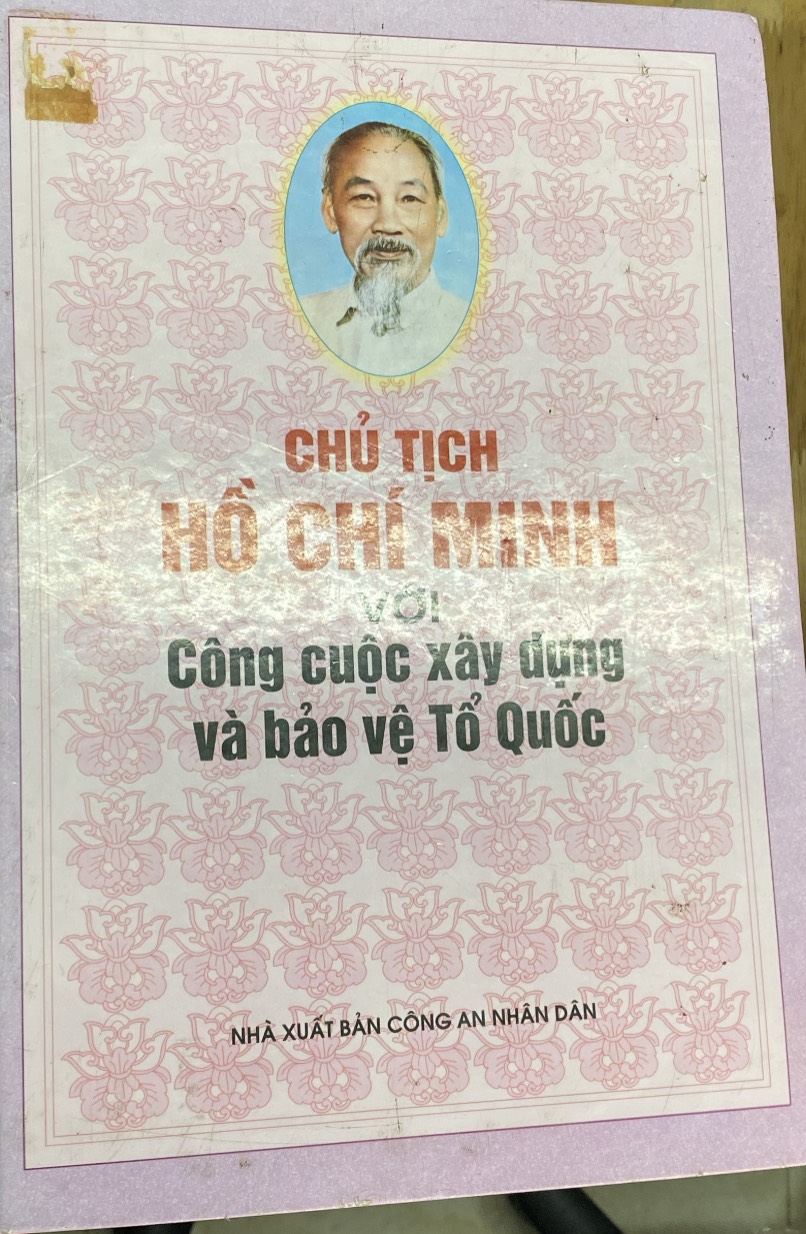 CHỦ TỊCH
HỒ CHÍ MINH
VỚI
Công cuộc xây dựng
và bảo vệ Tổ Quốc
NHÀ XUẤT BẢN CÔNG AN NHÂN DÂN